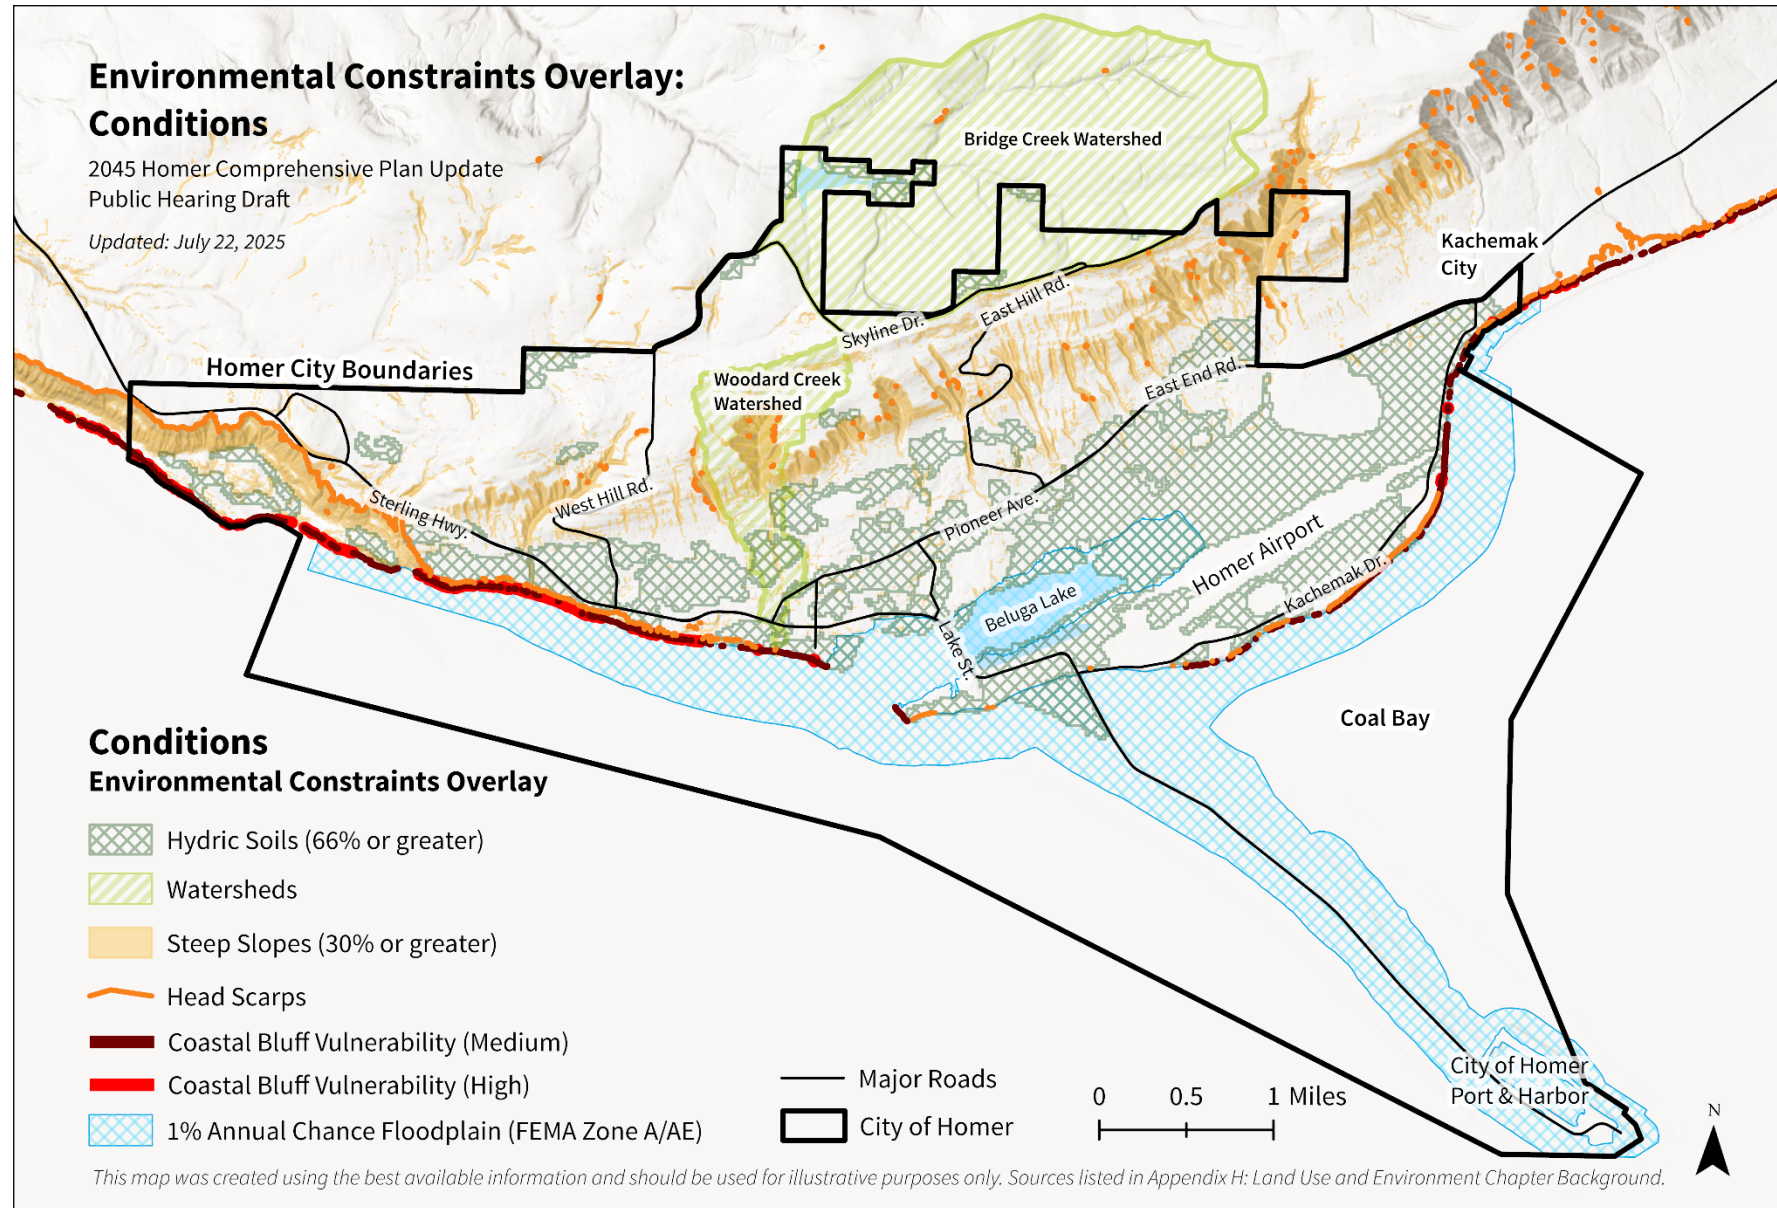 Environmental Constraints Overlay:
Conditions
2045 Homer Comprehensive Plan Update
Public Hearing Draft
Updated: July 22, 2025
Bridge Creek Watershed
Kachemak
City
Skyline Dr.
East Hill Rd.
Homer City Boundaries
Woodard Creek
Watershed
East End Rd.
Sterling Hwy.
West Hill Rd.
Pioneer Ave.
Homer Airport
Kachemak Dr.
Beluga Lake
Lake St.
Coal Bay
City of Homer
Port & Harbor
Conditions
Environmental Constraints Overlay
Hydric Soils (66% or greater)
Watersheds
Steep Slopes (30% or greater)
Head Scarps
Coastal Bluff Vulnerability (Medium)
Coastal Bluff Vulnerability (High)
1% Annual Chance Floodplain (FEMA Zone A/AE)
Major Roads
City of Homer
0 0.5 1 Miles
N
This map was created using the best available information and should be used for illustrative purposes only. Sources listed in Appendix H: Land Use and Environment Chapter Background.